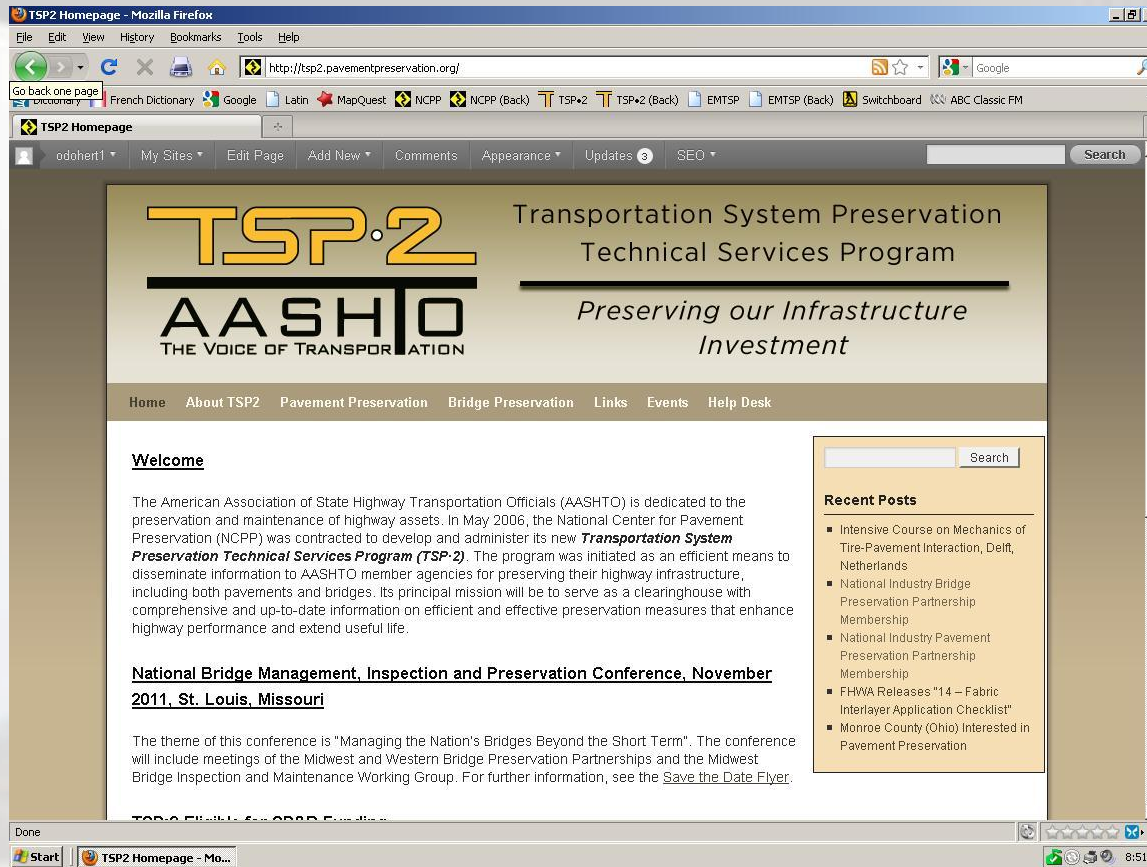 TSP2 Homepage - Mozilla Firefox
File Edit View History Bookmarks Tools Help
http://tsp2.pavementpreservation.org/ Google
Go back one page
Dictionary French Dictionary Google Latin MapQuest NCPP NCPP (Back) TSP•2 TSP•2 (Back) EMTSP EMTSP (Back) Switchboard ABC Classic FM
TSP2 Homepage
odohert1 My Sites Edit Page Add New Comments Appearance Updates 3 SEO Search
TSP·2
AASHTO
THE VOICE OF TRANSPORTATION
Transportation System Preservation
Technical Services Program
Preserving our Infrastructure
Investment
Home About TSP2 Pavement Preservation Bridge Preservation Links Events Help Desk
Welcome
The American Association of State Highway Transportation Officials (AASHTO) is dedicated to the
preservation and maintenance of highway assets. In May 2006, the National Center for Pavement
Preservation (NCPP) was contracted to develop and administer its new Transportation System
Preservation Technical Services Program (TSP·2). The program was initiated as an efficient means to
disseminate information to AASHTO member agencies for preserving their highway infrastructure,
including both pavements and bridges. Its principal mission will be to serve as a clearinghouse with
comprehensive and up-to-date information on efficient and effective preservation measures that enhance
highway performance and extend useful life.
National Bridge Management, Inspection and Preservation Conference, November
2011, St. Louis, Missouri
The theme of this conference is "Managing the Nation's Bridges Beyond the Short Term". The conference
will include meetings of the Midwest and Western Bridge Preservation Partnerships and the Midwest
Bridge Inspection and Maintenance Working Group. For further information, see the Save the Date Flyer.
TSP·2 Eligible for SP&R Funding
Search
Recent Posts
Intensive Course on Mechanics of
Tire-Pavement Interaction, Delft,
Netherlands
National Industry Bridge
Preservation Partnership
Membership
National Industry Pavement
Preservation Partnership
Membership
FHWA Releases "14 – Fabric
Interlayer Application Checklist"
Monroe County (Ohio) Interested in
Pavement Preservation
Done
Start TSP2 Homepage - Mo... 8:51